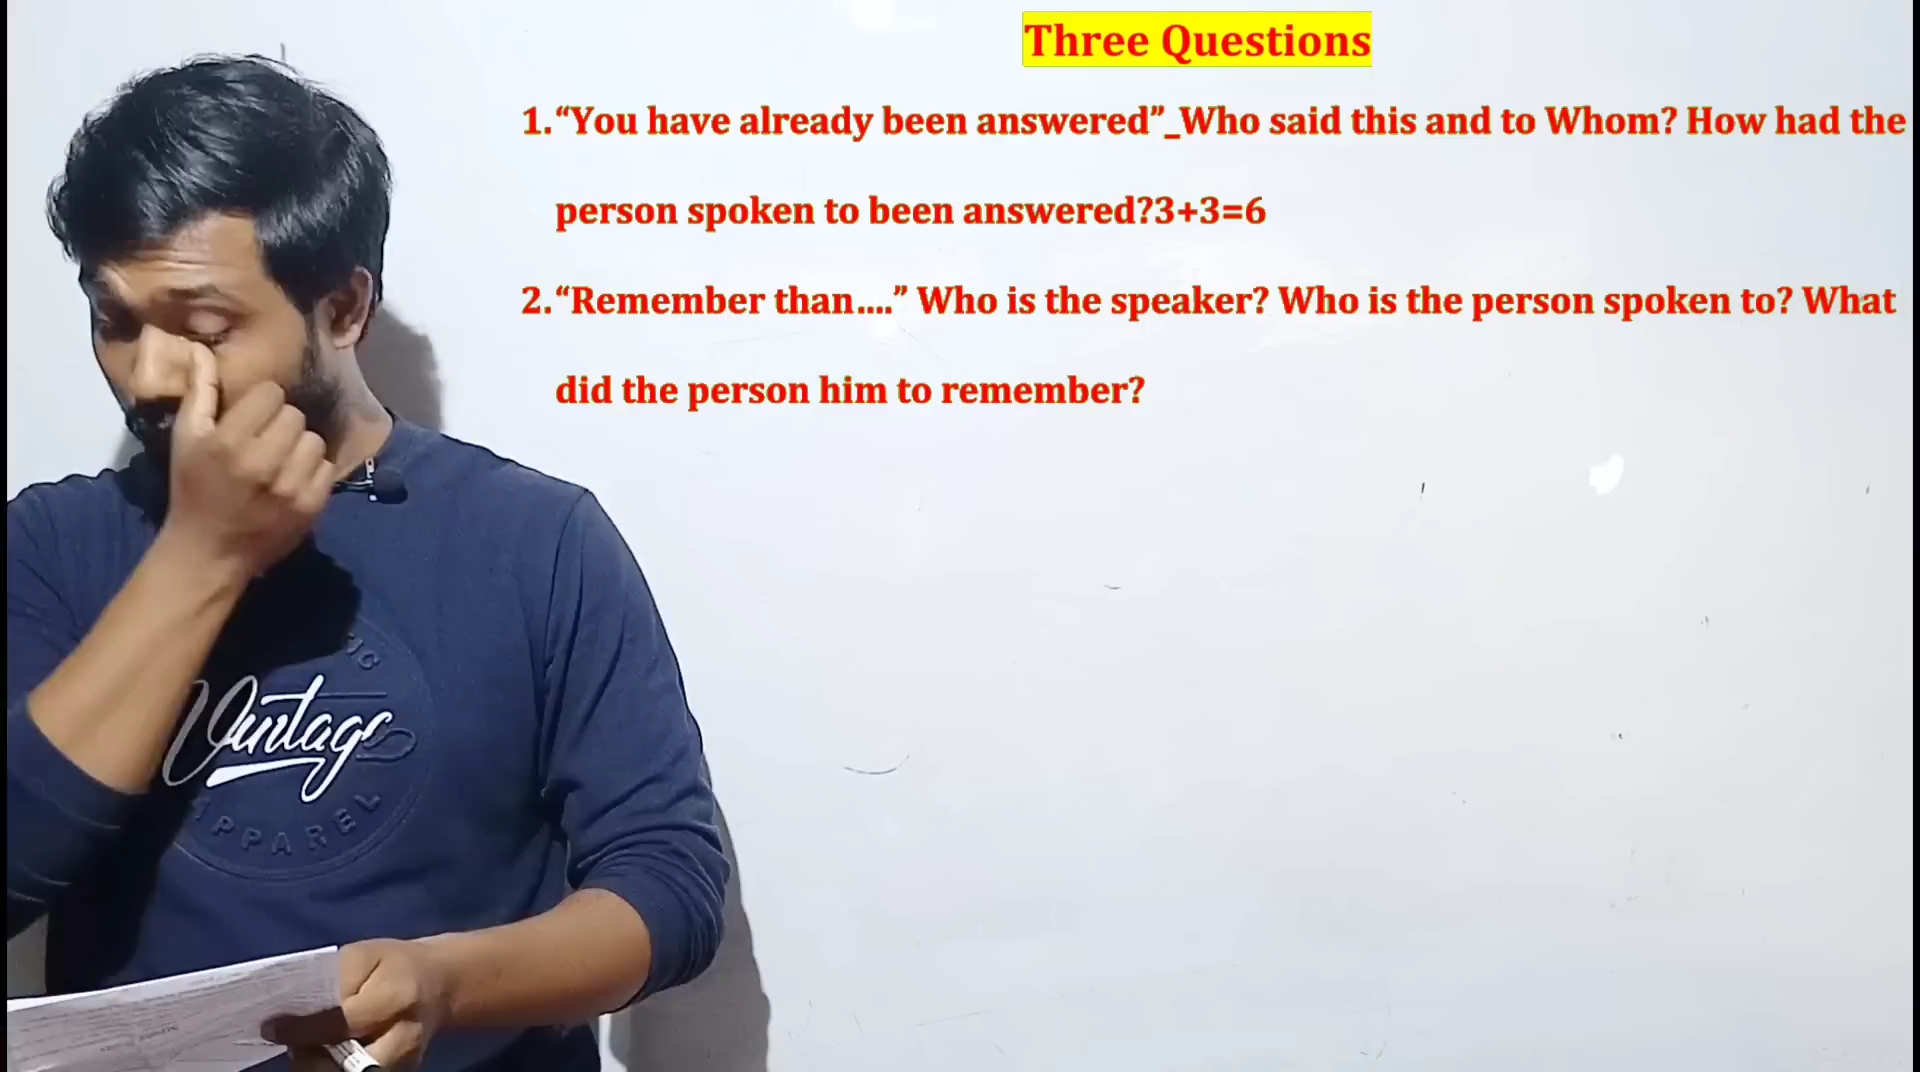 Three Questions
1. “You have already been answered”_Who said this and to Whom? How had the
person spoken to been answered?3+3=6
2. “Remember than....” Who is the speaker? Who is the person spoken to? What
did the person him to remember?
Vintage
APPAREL